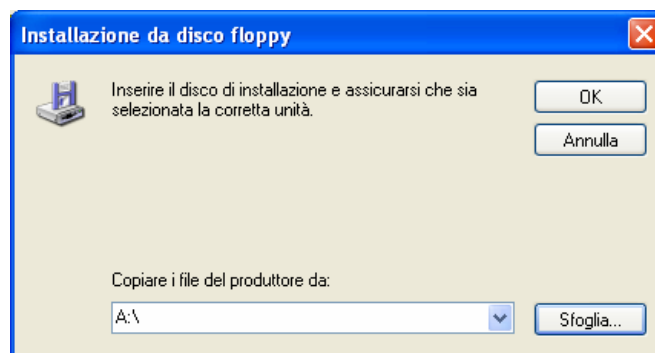 Installazione da disco floppy
Inserire il disco di installazione e assicurarsi che sia
selezionata la corretta unità.
OK
Annulla
Copiare i file del produttore da:
A:\
Sfoglia...